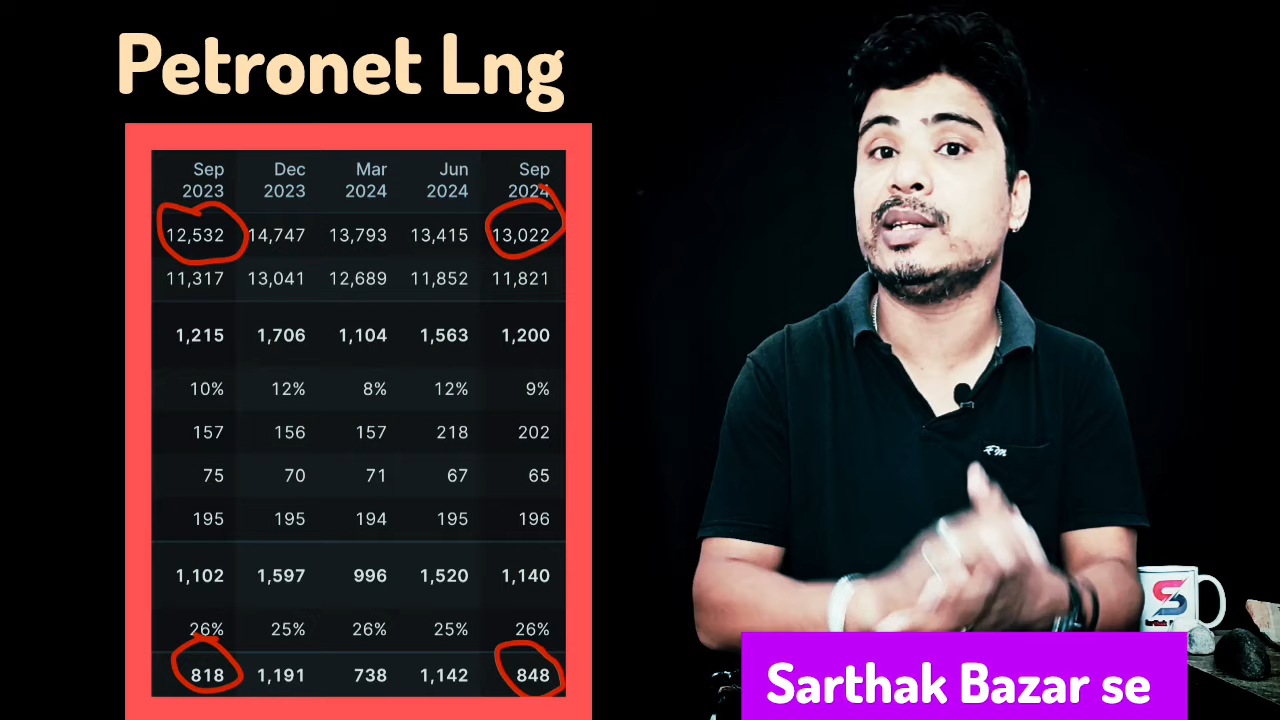 Petronet Lng
Sep Dec Mar Jun Sep
2023 2023 2024 2024 2024
12,532 14,747 13,793 13,415 13,022
11,317 13,041 12,689 11,852 11,821
1,215 1,706 1,104 1,563 1,200
10% 12% 8% 12% 9%
157 156 157 218 202
75 70 71 67 65
195 195 194 195 196
1,102 1,597 996 1,520 1,140
26% 25% 26% 25% 26%
818 1,191 738 1,142 848
Sarthak Bazar se